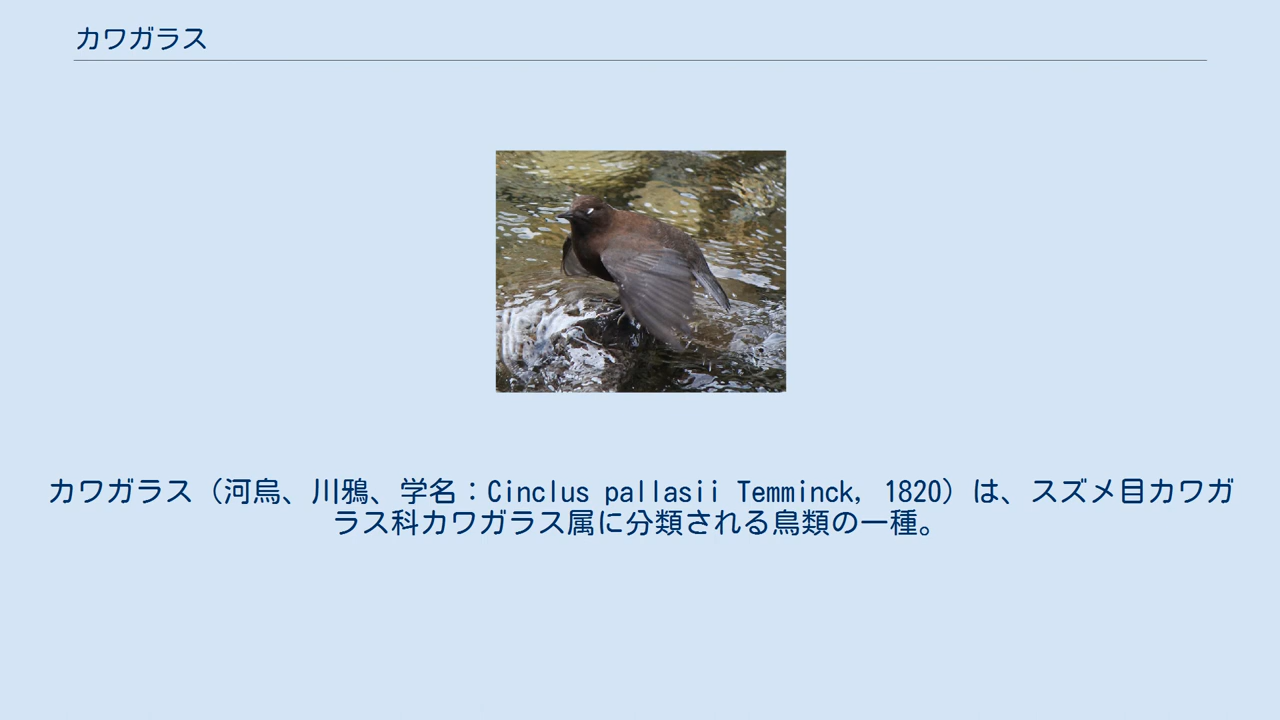 カワガラス
カワガラス（河烏、川鴉、学名：Cinclus pallasii Temminck, 1820）は、スズメ目カワガ
ラス科カワガラス属に分類される鳥類の一種。